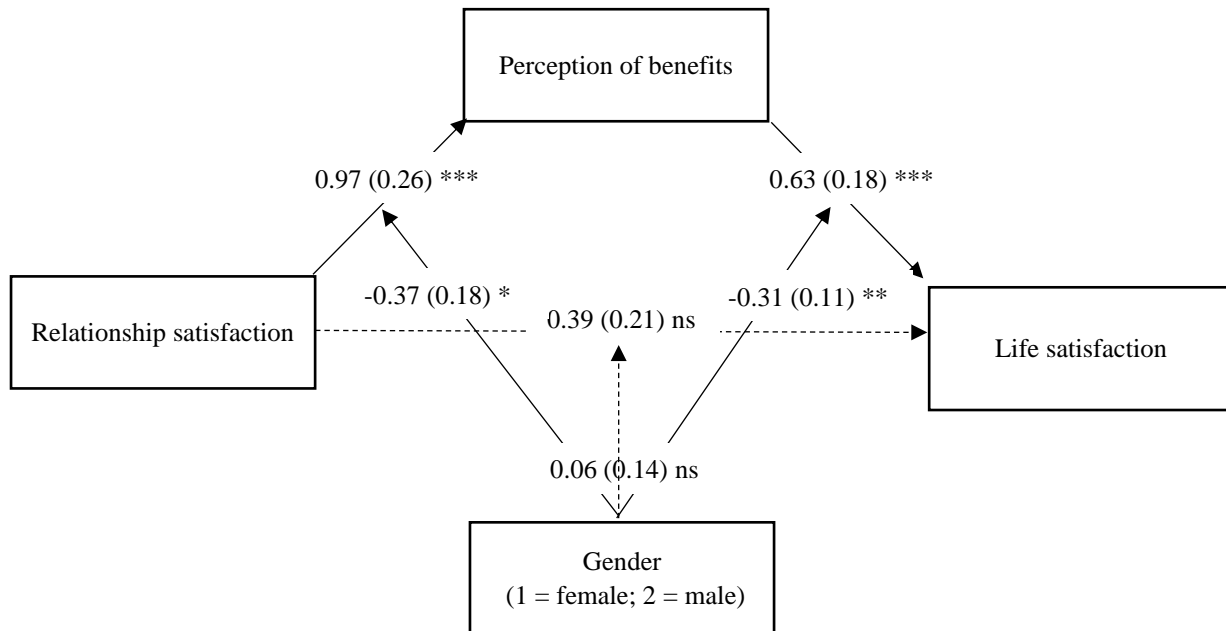 Perception of benefits
0.97 (0.26) ***
0.63 (0.18) ***
-0.37 (0.18) *
-0.31 (0.11) **
Relationship satisfaction
0.39 (0.21) ns
Life satisfaction
0.06 (0.14) ns
Gender
(1 = female; 2 = male)